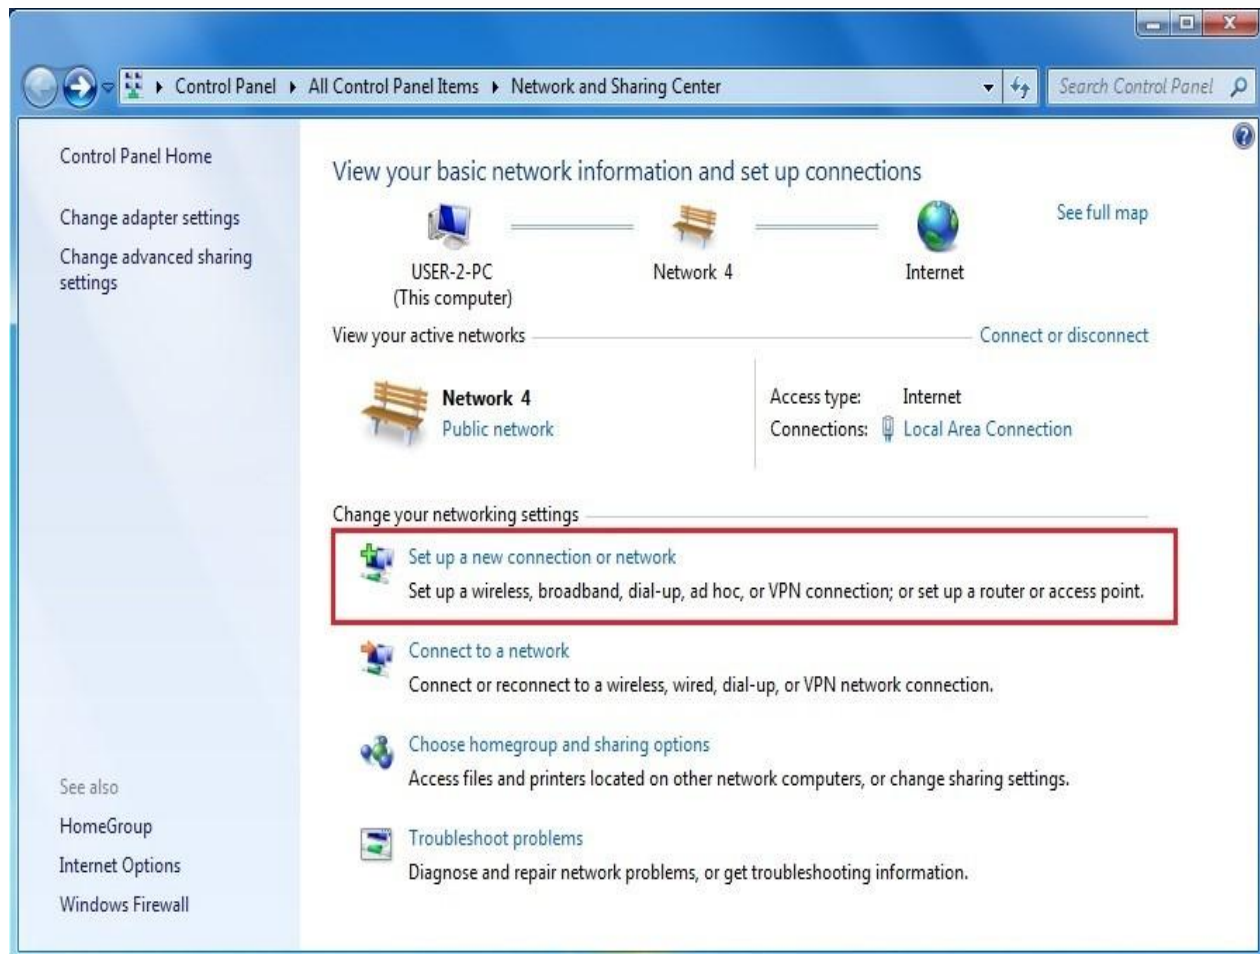 Control Panel ▸ All Control Panel Items ▸ Network and Sharing Center
Search Control Panel
Control Panel Home
Change adapter settings
Change advanced sharing
settings
See also
HomeGroup
Internet Options
Windows Firewall
View your basic network information and set up connections
See full map
USER-2-PC
(This computer)
Network 4
Internet
View your active networks
Connect or disconnect
Network 4
Public network
Access type: Internet
Connections: Local Area Connection
Change your networking settings
Set up a new connection or network
Set up a wireless, broadband, dial-up, ad hoc, or VPN connection; or set up a router or access point.
Connect to a network
Connect or reconnect to a wireless, wired, dial-up, or VPN network connection.
Choose homegroup and sharing options
Access files and printers located on other network computers, or change sharing settings.
Troubleshoot problems
Diagnose and repair network problems, or get troubleshooting information.